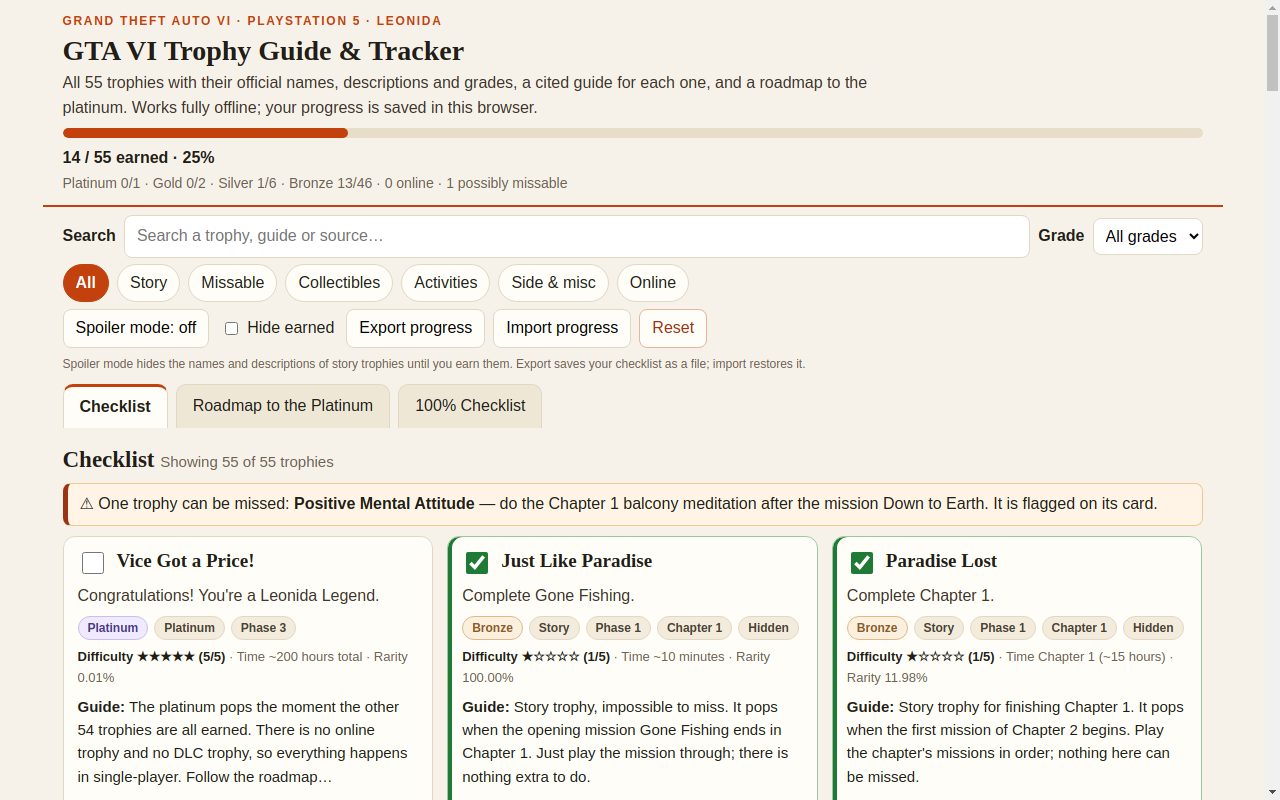 GRAND THEFT AUTO VI · PLAYSTATION 5 · LEONIDA
GTA VI Trophy Guide & Tracker
All 55 trophies with their official names, descriptions and grades, a cited guide for each one, and a roadmap to the
platinum. Works fully offline; your progress is saved in this browser.
14 / 55 earned · 25%
Platinum 0/1 · Gold 0/2 · Silver 1/6 · Bronze 13/46 · 0 online · 1 possibly missable
Search Search a trophy, guide or source… Grade All grades
All Story Missable Collectibles Activities Side & misc Online
Spoiler mode: off Hide earned Export progress Import progress Reset
Spoiler mode hides the names and descriptions of story trophies until you earn them. Export saves your checklist as a file; import restores it.
Checklist Roadmap to the Platinum 100% Checklist
Checklist Showing 55 of 55 trophies
⚠ One trophy can be missed: Positive Mental Attitude — do the Chapter 1 balcony meditation after the mission Down to Earth. It is flagged on its card.
Vice Got a Price!
Congratulations! You're a Leonida Legend.
Platinum Platinum Phase 3
Difficulty ★★★★★ (5/5) · Time ~200 hours total · Rarity
0.01%
Guide: The platinum pops the moment the other
54 trophies are all earned. There is no online
trophy and no DLC trophy, so everything happens
in single-player. Follow the roadmap…
Just Like Paradise
Complete Gone Fishing.
Bronze Story Phase 1 Chapter 1 Hidden
Difficulty ★☆☆☆☆ (1/5) · Time ~10 minutes · Rarity
100.00%
Guide: Story trophy, impossible to miss. It pops
when the opening mission Gone Fishing ends in
Chapter 1. Just play the mission through; there is
nothing extra to do.
Paradise Lost
Complete Chapter 1.
Bronze Story Phase 1 Chapter 1 Hidden
Difficulty ★☆☆☆☆ (1/5) · Time Chapter 1 (~15 hours) ·
Rarity 11.98%
Guide: Story trophy for finishing Chapter 1. It pops
when the first mission of Chapter 2 begins. Play
the chapter's missions in order; nothing here can
be missed.